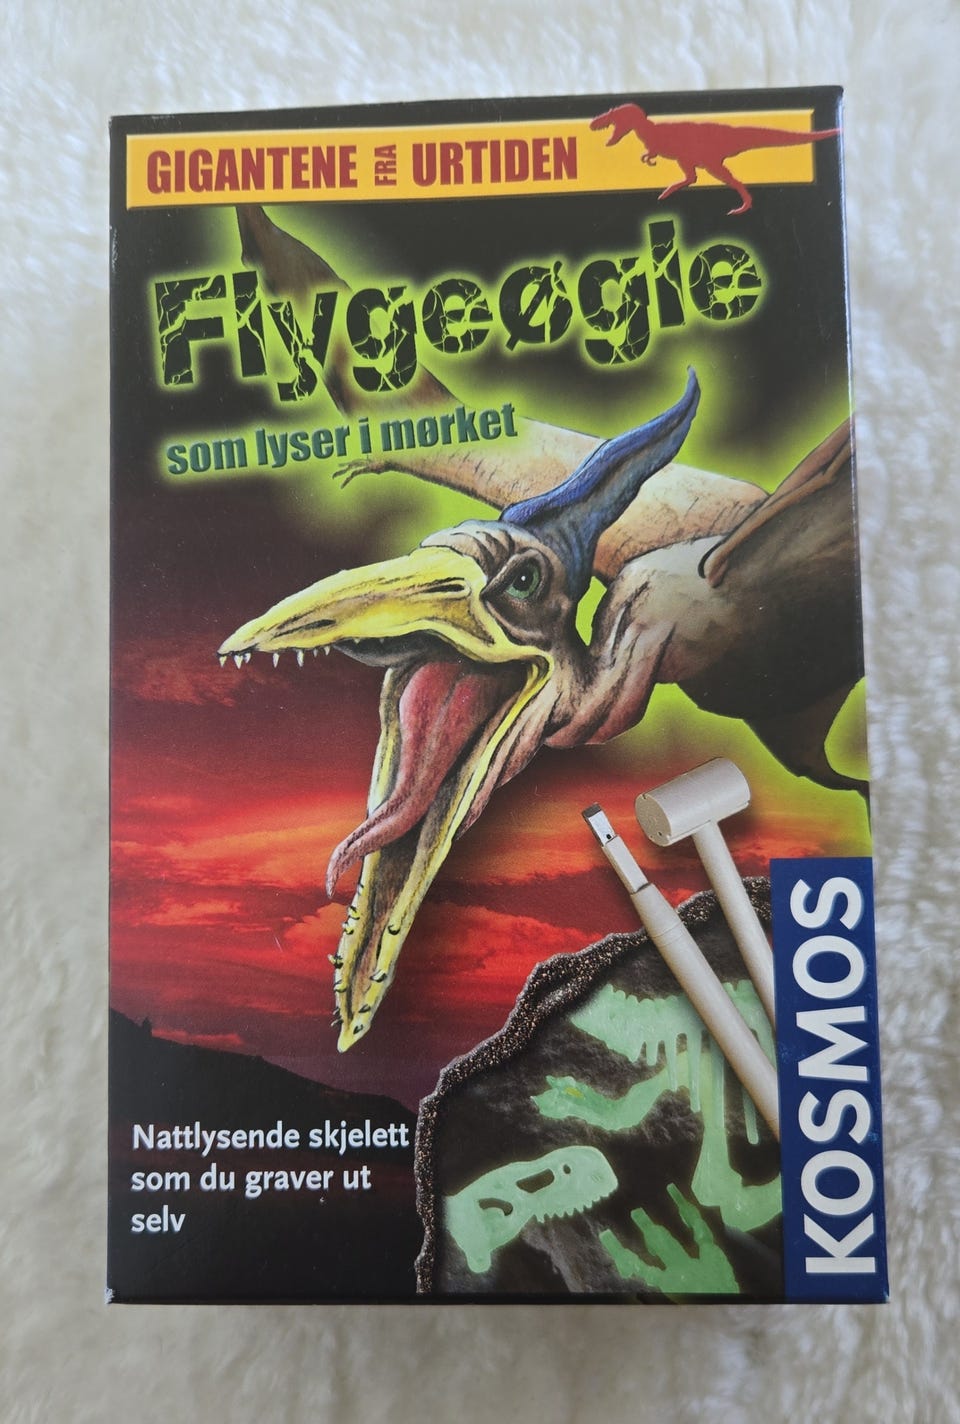 GIGANTENE FRA URTIDEN
Flygeøgle
som lyser i mørket
Nattlysende skjelett
som du graver ut
selv
KOSMOS